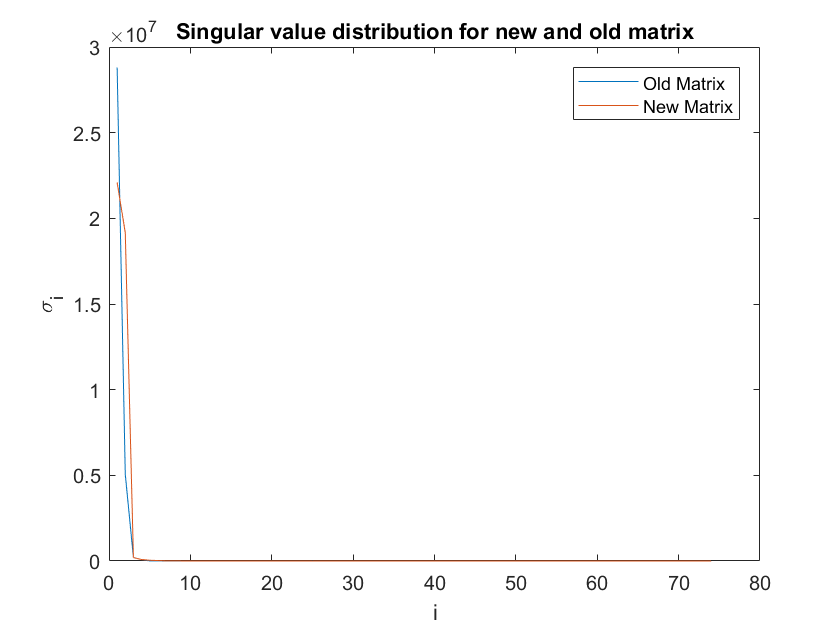 ×10^7
Singular value distribution for new and old matrix
3
2.5
2
1.5
1
0.5
0
σ_i
Old Matrix
New Matrix
0 10 20 30 40 50 60 70 80
i